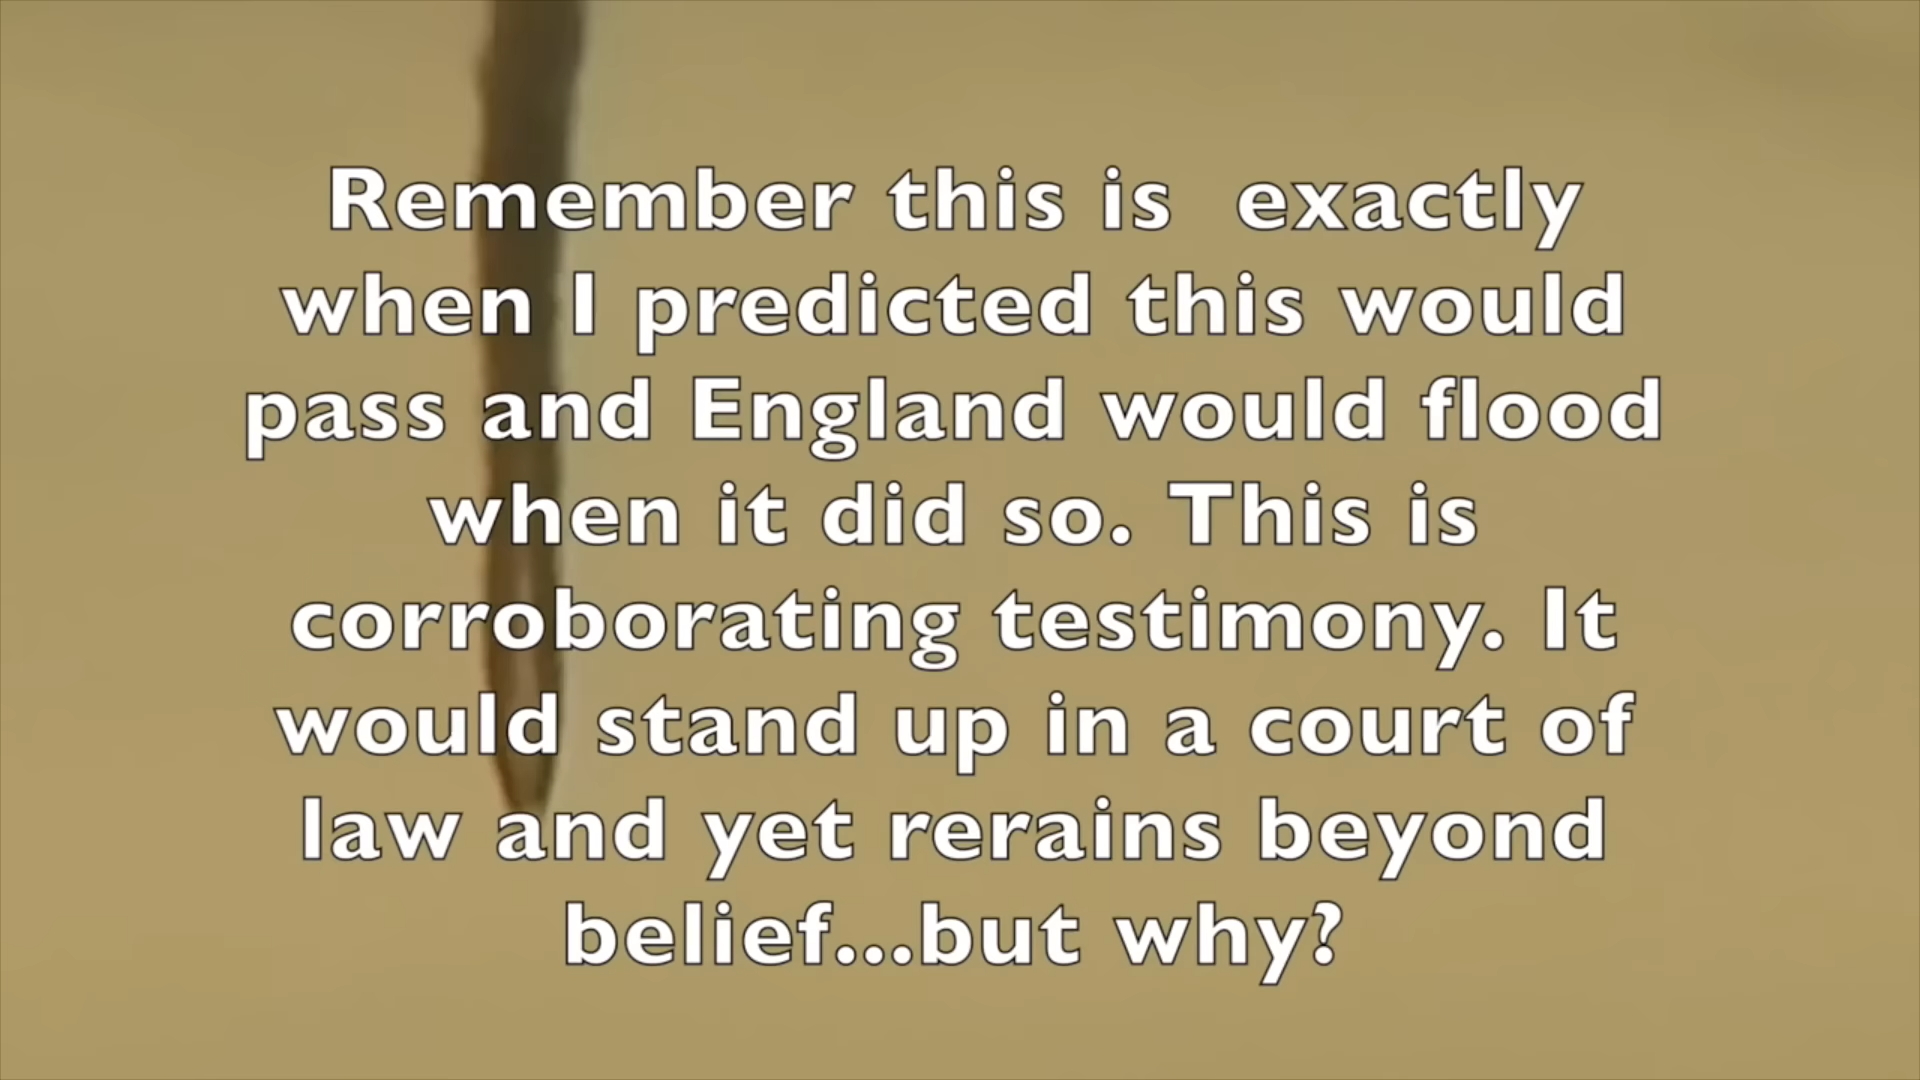 Remember this is  exactly
when I predicted this would
pass and England would flood
when it did so. This is
corroborating testimony. It
would stand up in a court of
law and yet rerains beyond
belief...but why?